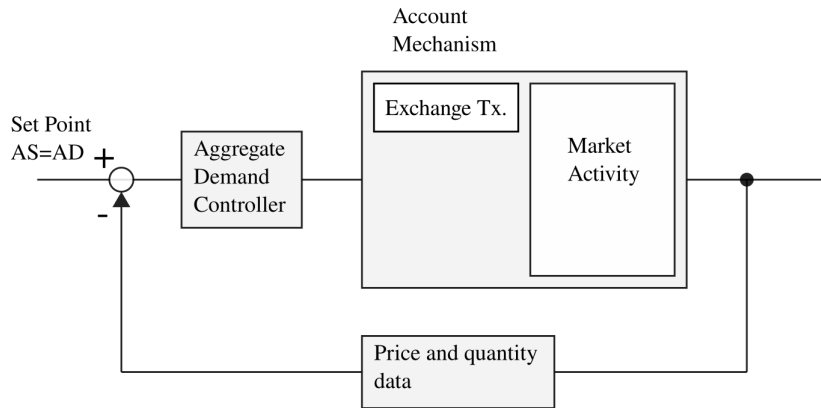 Account
Mechanism
Exchange Tx.
Set Point
AS=AD
+
-
Aggregate
Demand
Controller
Market
Activity
Price and quantity
data